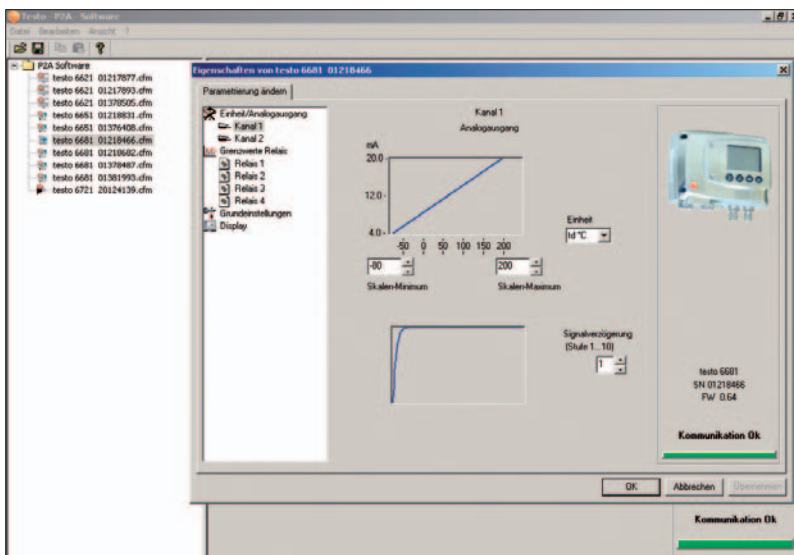 Testo - P2A - Software
Datei Bearbeiten Ansicht ?
P2A Software
testo 6621 01217877.cfm
testo 6621 01217893.cfm
testo 6621 01378505.cfm
testo 6651 01218831.cfm
testo 6651 01376408.cfm
testo 6681 01218466.cfm
testo 6681 01218682.cfm
testo 6681 01378487.cfm
testo 6681 01381993.cfm
testo 6721 20124139.cfm
Eigenschaften von testo 6681 01218466
Parametrierung ändern
Einheit/Analogausgang
Kanal 1
Kanal 2
Grenzwerte Relais
Relais 1
Relais 2
Relais 3
Relais 4
Grundeinstellungen
Display
Kanal 1
Analogausgang
mA
20.0
12.0
4.0
-50 0 50 100 150 200
-80
200
Skalen-Minimum
Skalen-Maximum
Einheit
td °C
Signalverzögerung
(Stufe 1...10)
1
testo 6681
SN 01218466
FW 0.64
Kommunikation Ok
OK
Abbrechen
Übernehmen
Kommunikation Ok